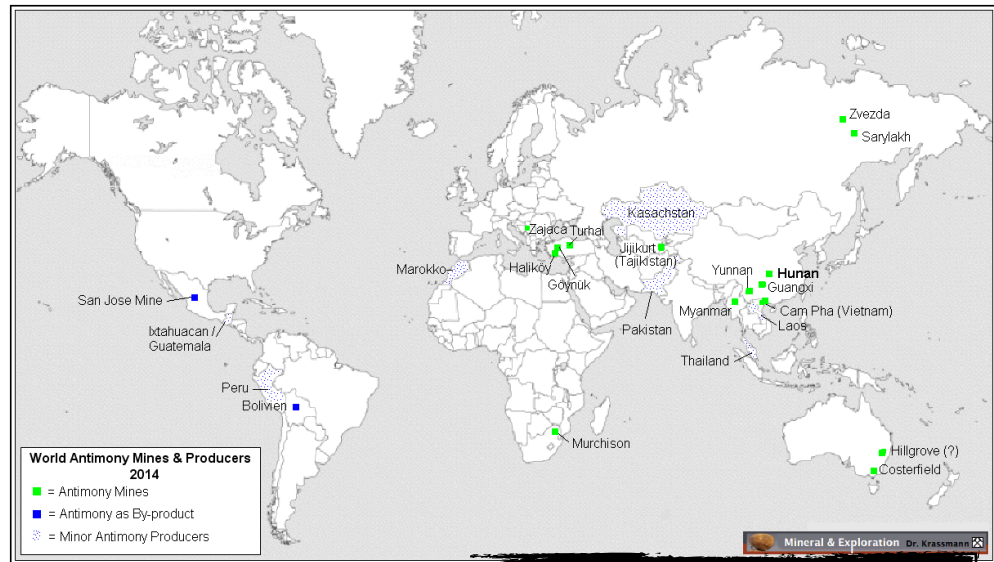 Zvezda
Sarylakh
Kasachstan
Zajaca
Turhal
Jijikurt
(Tajikistan)
Haliköy
Göynük
Marokko
Hunan
Yunnan
Guangxi
San Jose Mine
Myanmar
Cam Pha (Vietnam)
Laos
Pakistan
Ixtahuacan /
Guatemala
Thailand
Peru
Bolivien
Murchison
Hillgrove (?)
Costerfield
World Antimony Mines & Producers
2014
= Antimony Mines
= Antimony as By-product
= Minor Antimony Producers
Mineral & Exploration Dr. Krassmann